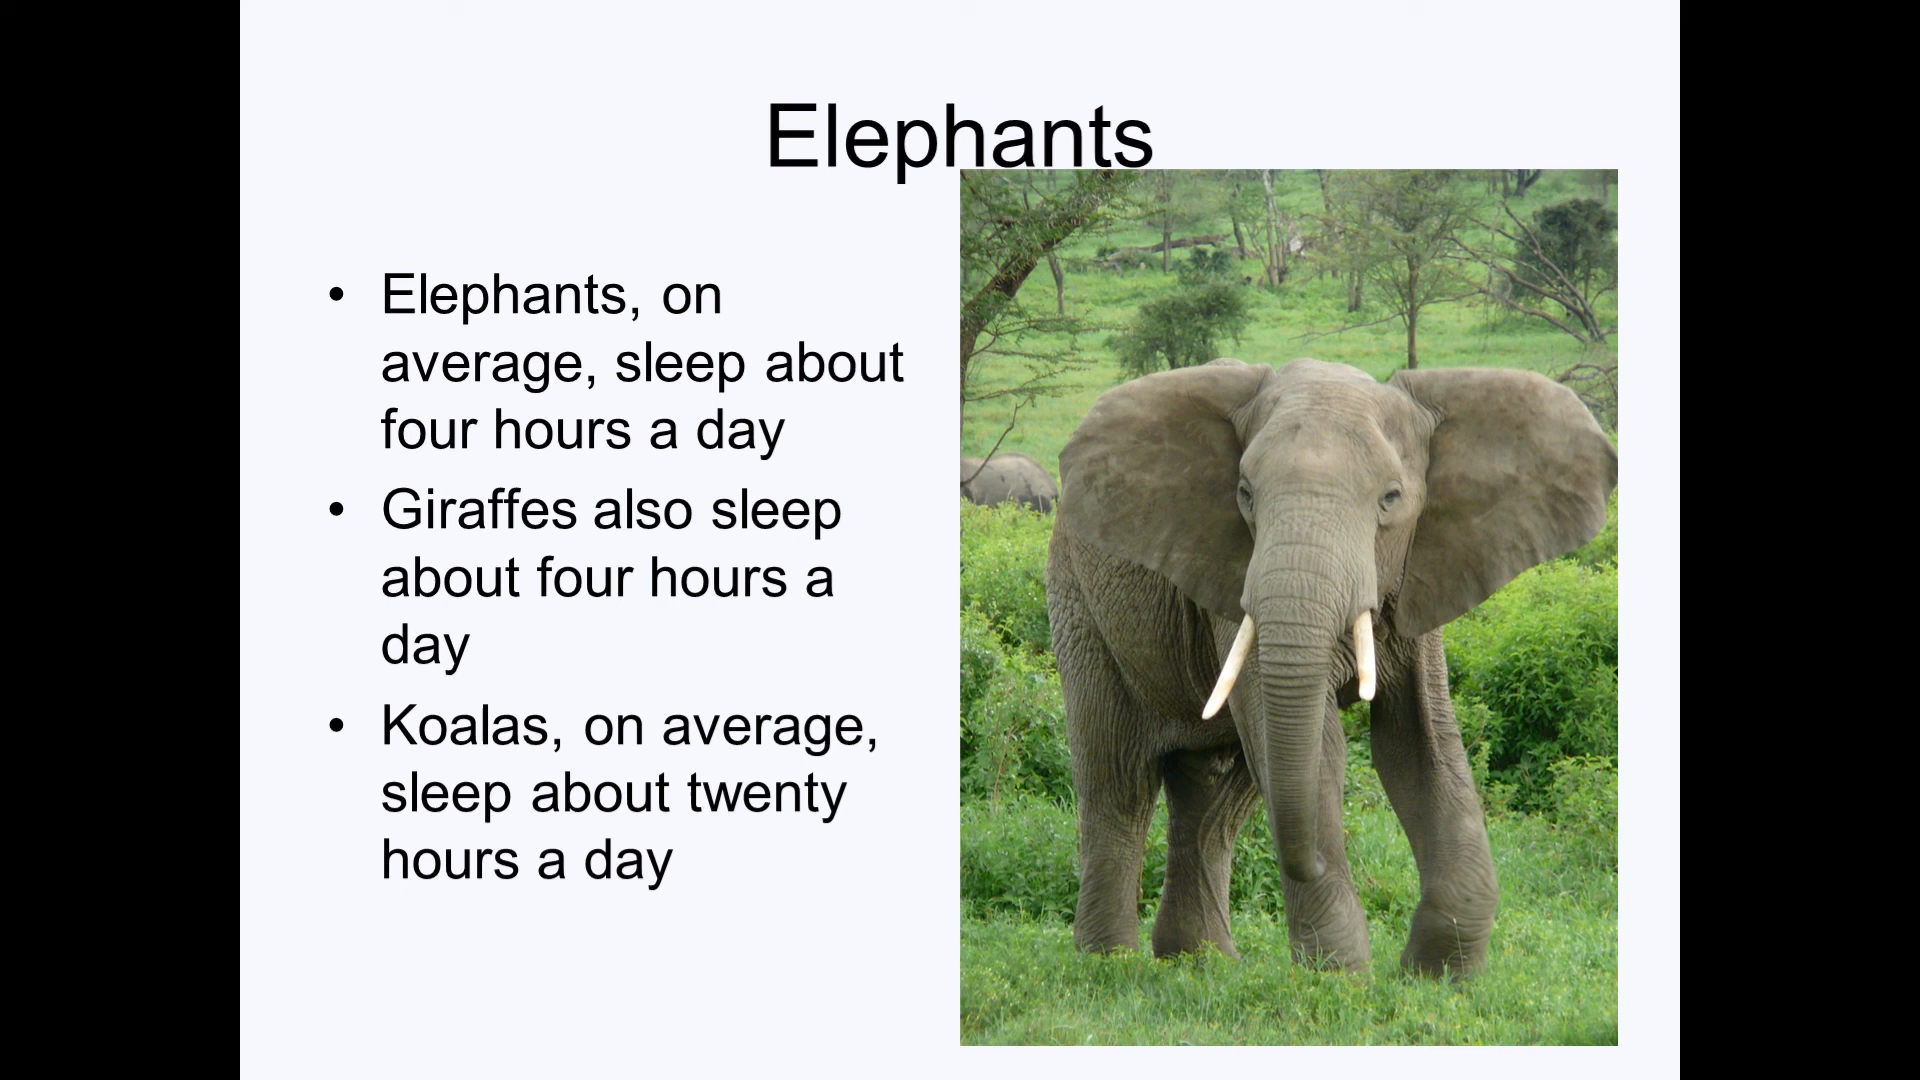 Elephants
• Elephants, on
average, sleep about
four hours a day
• Giraffes also sleep
about four hours a
day
• Koalas, on average,
sleep about twenty
hours a day